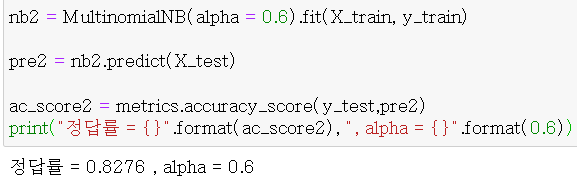 nb2 = MultinomialNB(alpha = 0.6).fit(X_train, y_train)
pre2 = nb2.predict(X_test)
ac_score2 = metrics.accuracy_score(y_test,pre2)
print("정답률 = {}".format(ac_score2),", alpha = {}".format(0.6))
정답률 = 0.8276 , alpha = 0.6